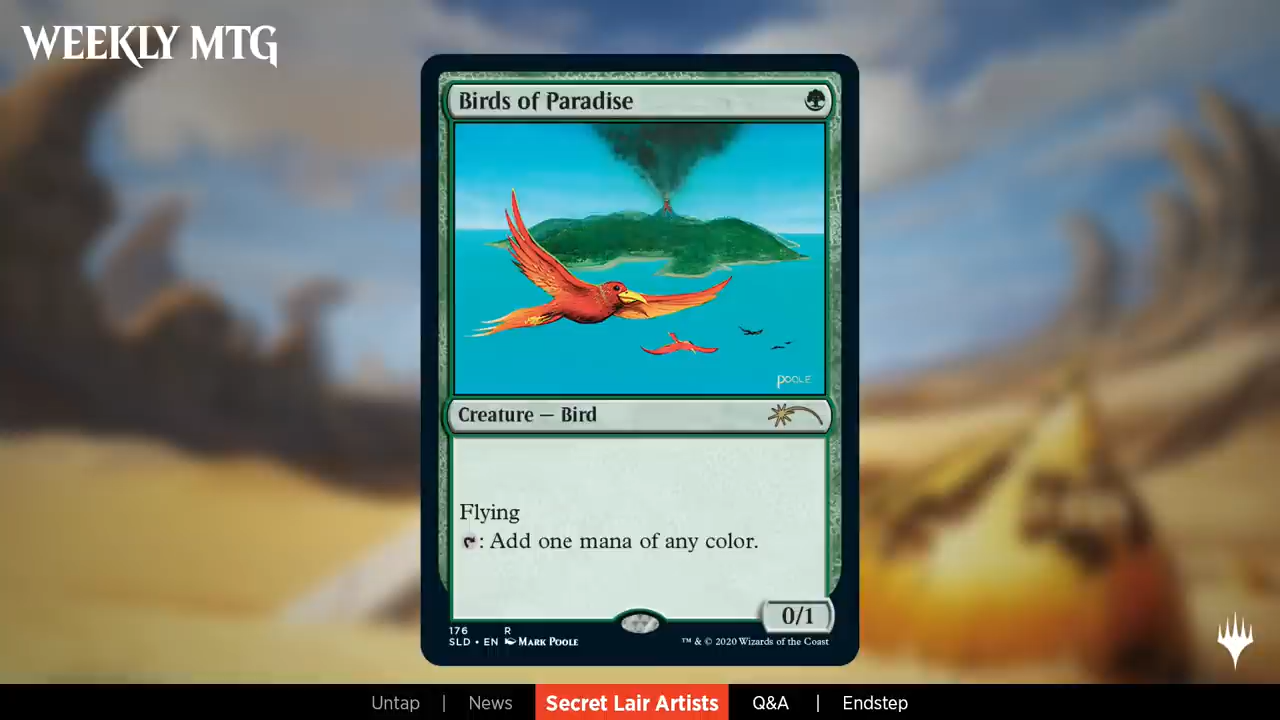 WEEKLY MTG
Birds of Paradise
POOLE
Creature — Bird
Flying
: Add one mana of any color.
0/1
176 R
SLD • EN MARK POOLE
™ & © 2020 Wizards of the Coast
Untap | News | Secret Lair Artists | Q&A | Endstep